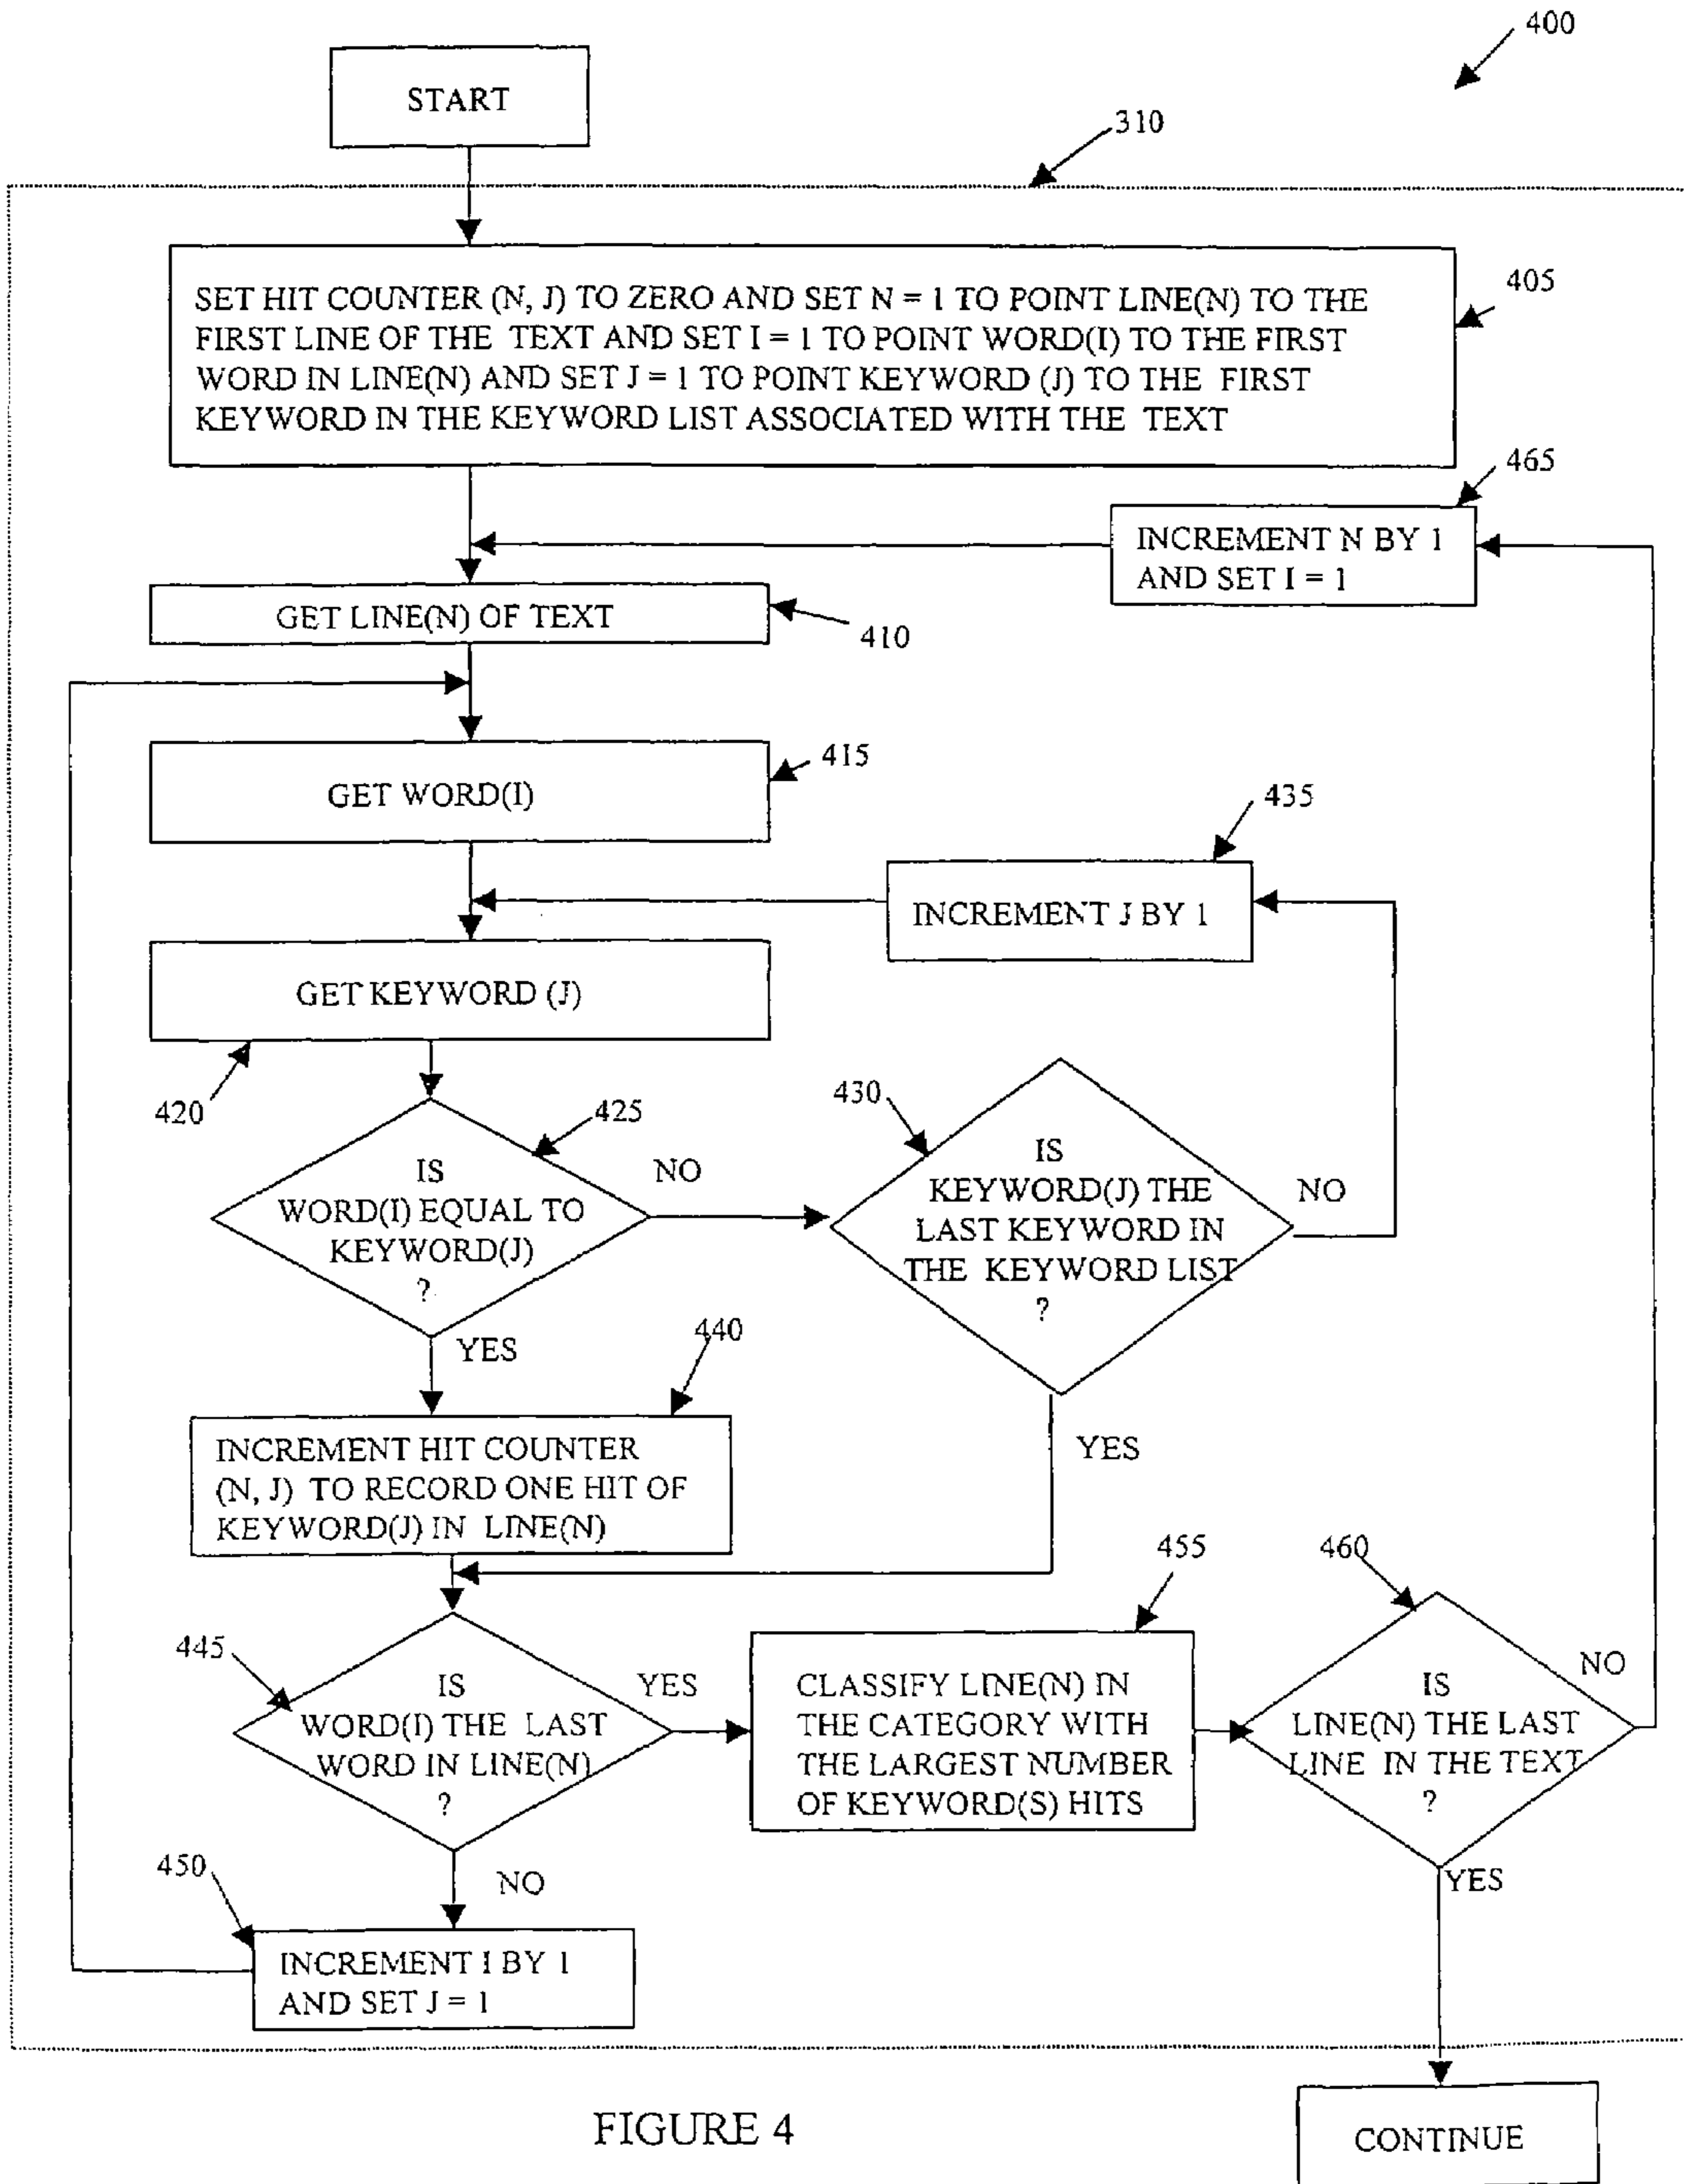 400
START
310
SET HIT COUNTER (N, J) TO ZERO AND SET N = 1 TO POINT LINE(N) TO THE
FIRST LINE OF THE TEXT AND SET I = 1 TO POINT WORD(I) TO THE FIRST
WORD IN LINE(N) AND SET J = 1 TO POINT KEYWORD (J) TO THE FIRST
KEYWORD IN THE KEYWORD LIST ASSOCIATED WITH THE TEXT
405
465
INCREMENT N BY 1
AND SET I = 1
GET LINE(N) OF TEXT
410
GET WORD(I)
415
435
INCREMENT J BY 1
GET KEYWORD (J)
420
425
IS
WORD(I) EQUAL TO
KEYWORD(J)
?
NO
430
IS
KEYWORD(J) THE
LAST KEYWORD IN
THE KEYWORD LIST
?
NO
YES
440
YES
INCREMENT HIT COUNTER
(N, J) TO RECORD ONE HIT OF
KEYWORD(J) IN LINE(N)
445
IS
WORD(I) THE LAST
WORD IN LINE(N)
?
YES
455
CLASSIFY LINE(N) IN
THE CATEGORY WITH
THE LARGEST NUMBER
OF KEYWORD(S) HITS
460
IS
LINE(N) THE LAST
LINE IN THE TEXT
?
NO
YES
450
NO
INCREMENT I BY 1
AND SET J = 1
FIGURE 4
CONTINUE